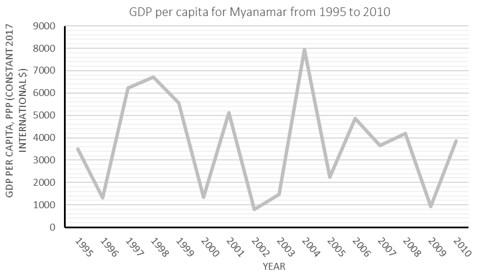 GDP per capita for Myanamar from 1995 to 2010
GDP PER CAPITA, PPP (CONSTANT 2017
INTERNATIONAL $)
9000
8000
7000
6000
5000
4000
3000
2000
1000
0
1995 1996 1997 1998 1999 2000 2001 2002 2003 2004 2005 2006 2007 2008 2009 2010
YEAR